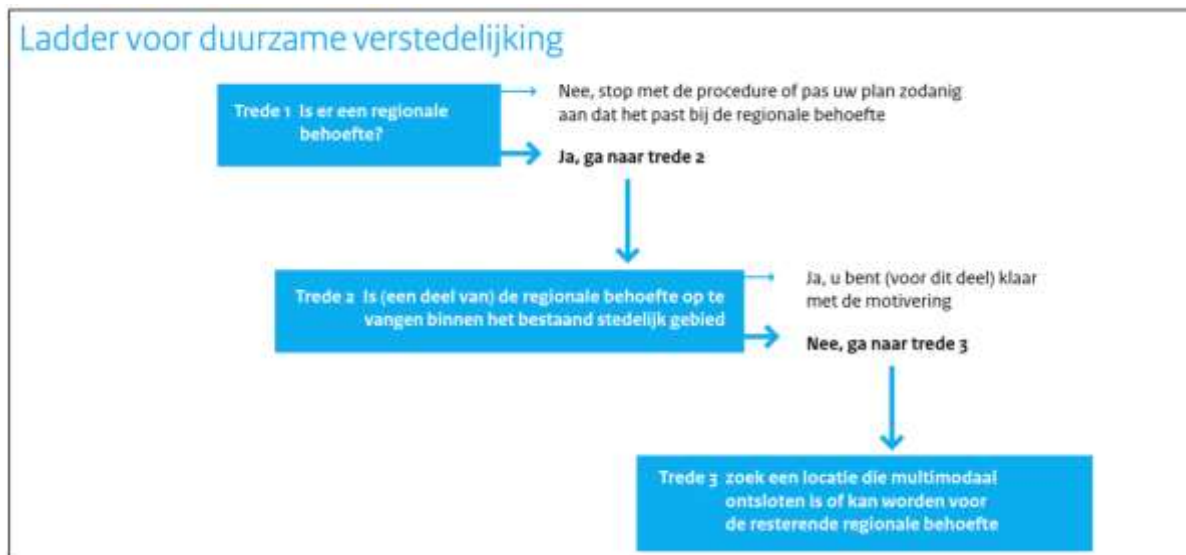 Ladder voor duurzame verstedelijking
Trede 1 Is er een regionale
behoefte?
Nee, stop met de procedure of pas uw plan zodanig
aan dat het past bij de regionale behoefte
Ja, ga naar trede 2
Trede 2 Is (een deel van) de regionale behoefte op te
vangen binnen het bestaand stedelijk gebied
Ja, u bent (voor dit deel) klaar
met de motivering
Nee, ga naar trede 3
Trede 3 zoek een locatie die multimodaal
ontsloten is of kan worden voor
de resterende regionale behoefte